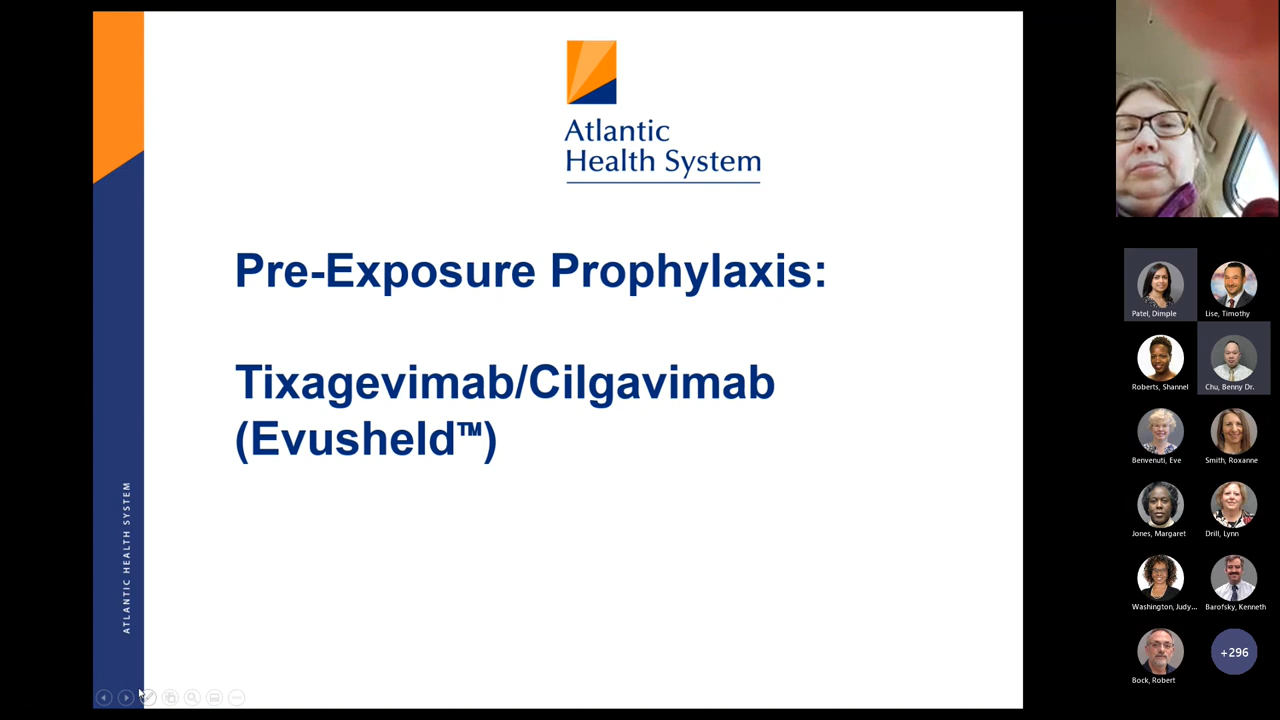 Atlantic
Health System
Pre-Exposure Prophylaxis:
Tixagevimab/Cilgavimab
(Evusheld™)
ATLANTIC HEALTH SYSTEM
Patel, Dimple
Lise, Timothy
Roberts, Shannel
Chu, Benny Dr.
Benvenuti, Eve
Smith, Roxanne
Jones, Margaret
Drill, Lynn
Washington, Judy...
Barofsky, Kenneth
Bock, Robert
+296